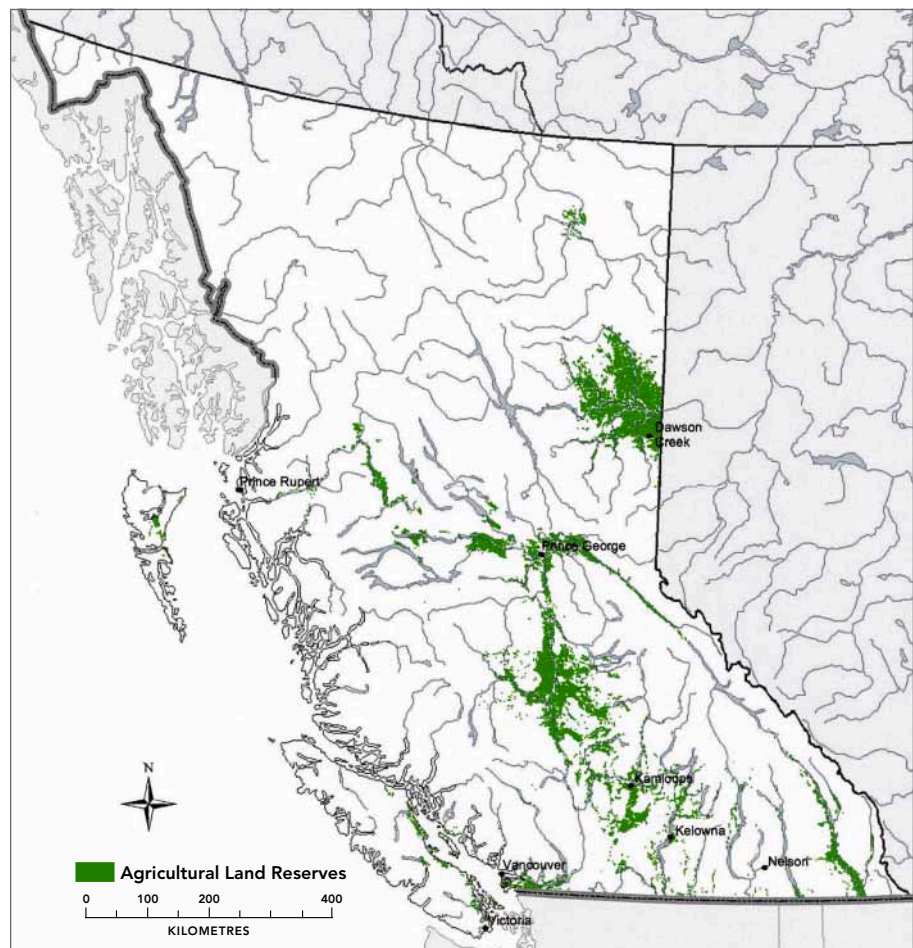 Dawson
Creek
Prince Rupert
Prince George
Kamloops
Kelowna
Nelson
Vancouver
Victoria
N
Agricultural Land Reserves
0 100 200 400
KILOMETRES